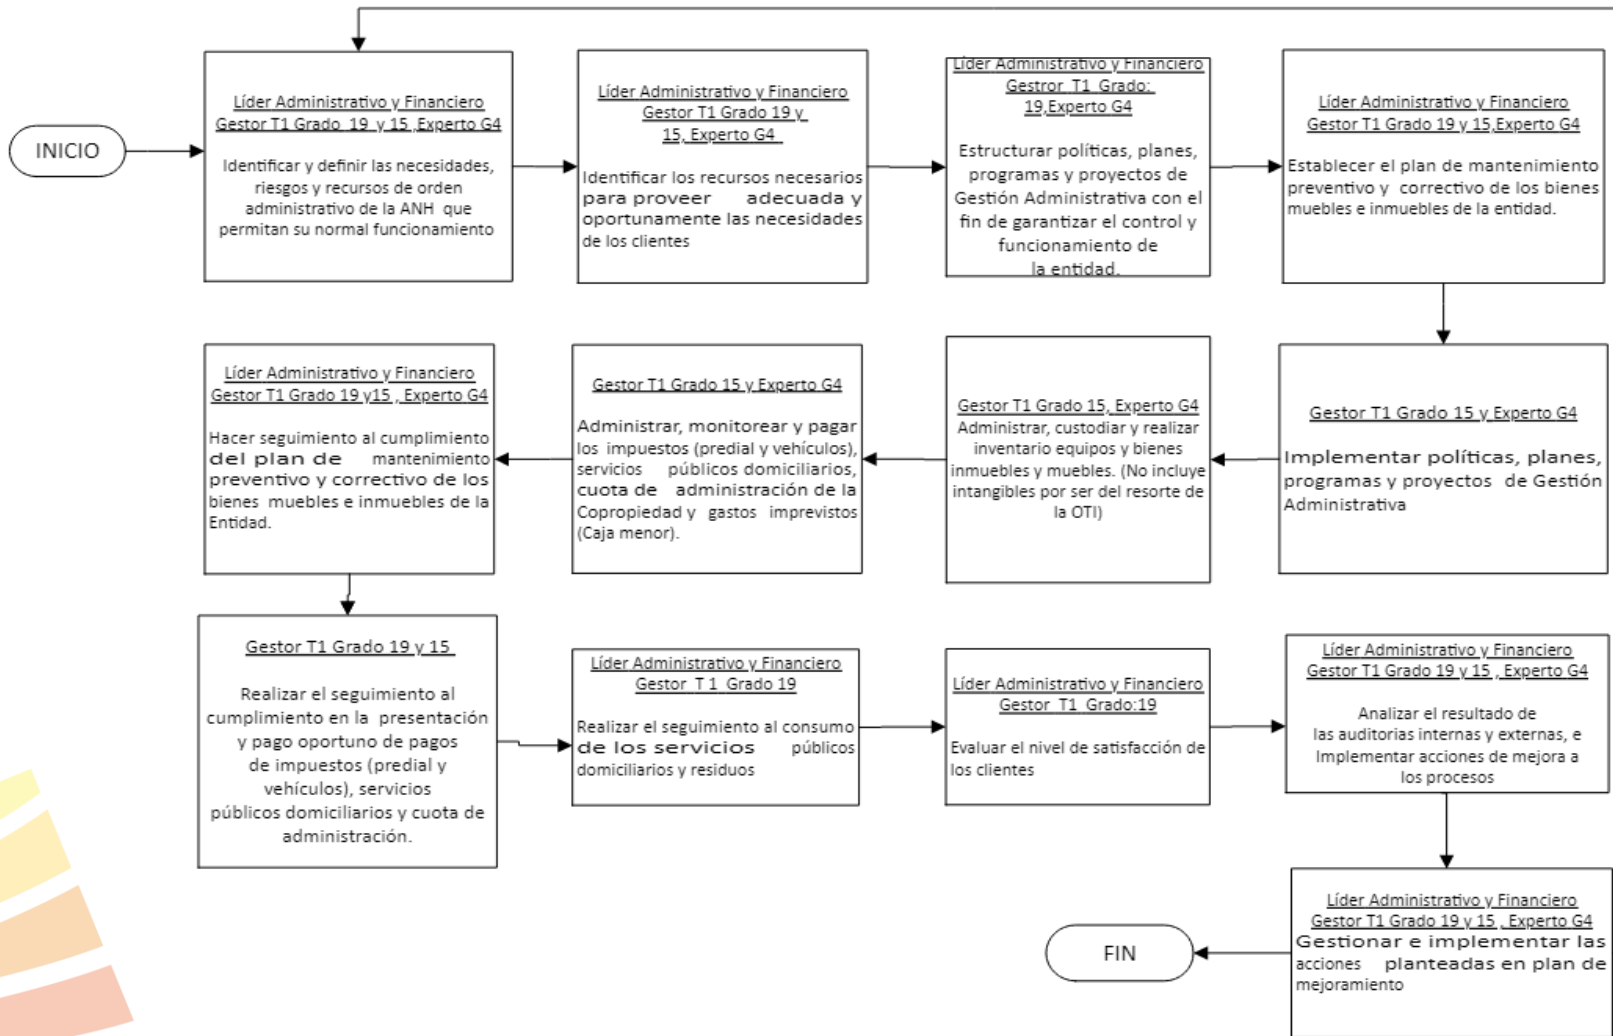 INICIO
Líder Administrativo y Financiero
Gestor T1 Grado 19 y 15 ,Experto G4
Identificar y definir las necesidades,
riesgos y recursos de orden
administrativo de la ANH que
permitan su normal funcionamiento
Líder Administrativo y Financiero
Gestor T1 Grado 19 y
15, Experto G4
Identificar los recursos necesarios
para proveer adecuada y
oportunamente las necesidades
de los clientes
Líder Administrativo y Financiero
Gestror T1 Grado:
19,Experto G4
Estructurar políticas, planes,
programas y proyectos de
Gestión Administrativa con el
fin de garantizar el control y
funcionamiento de
la entidad.
Líder Administrativo y Financiero
Gestor T1 Grado 19 y 15,Experto G4
Establecer el plan de mantenimiento
preventivo y correctivo de los bienes
muebles e inmuebles de la entidad.
Gestor T1 Grado 15 y Experto G4
Implementar políticas, planes,
programas y proyectos de Gestión
Administrativa
Gestor T1 Grado 15, Experto G4
Administrar, custodiar y realizar
inventario equipos y bienes
inmuebles y muebles. (No incluye
intangibles por ser del resorte de
la OTI)
Gestor T1 Grado 15 y Experto G4
Administrar, monitorear y pagar
los impuestos (predial y vehículos),
servicios públicos domiciliarios,
cuota de administración de la
Copropiedad y gastos imprevistos
(Caja menor).
Líder Administrativo y Financiero
Gestor T1 Grado 19 y15 , Experto G4
Hacer seguimiento al cumplimiento
del plan de mantenimiento
preventivo y correctivo de los
bienes muebles e inmuebles de la
Entidad.
Gestor T1 Grado 19 y 15
Realizar el seguimiento al
cumplimiento en la presentación
y pago oportuno de pagos
de impuestos (predial y
vehículos), servicios
públicos domiciliarios y cuota de
administración.
Líder Administrativo y Financiero
Gestor T 1 Grado 19
Realizar el seguimiento al consumo
de los servicios públicos
domiciliarios y residuos
Líder Administrativo y Financiero
Gestor T1 Grado:19
Evaluar el nivel de satisfacción de
los clientes
Líder Administrativo y Financiero
Gestor T1 Grado 19 y 15 , Experto G4
Analizar el resultado de
las auditorias internas y externas, e
Implementar acciones de mejora a
los procesos
Líder Administrativo y Financiero
Gestor T1 Grado 19 y 15 , Experto G4
Gestionar e implementar las
acciones planteadas en plan de
mejoramiento
FIN